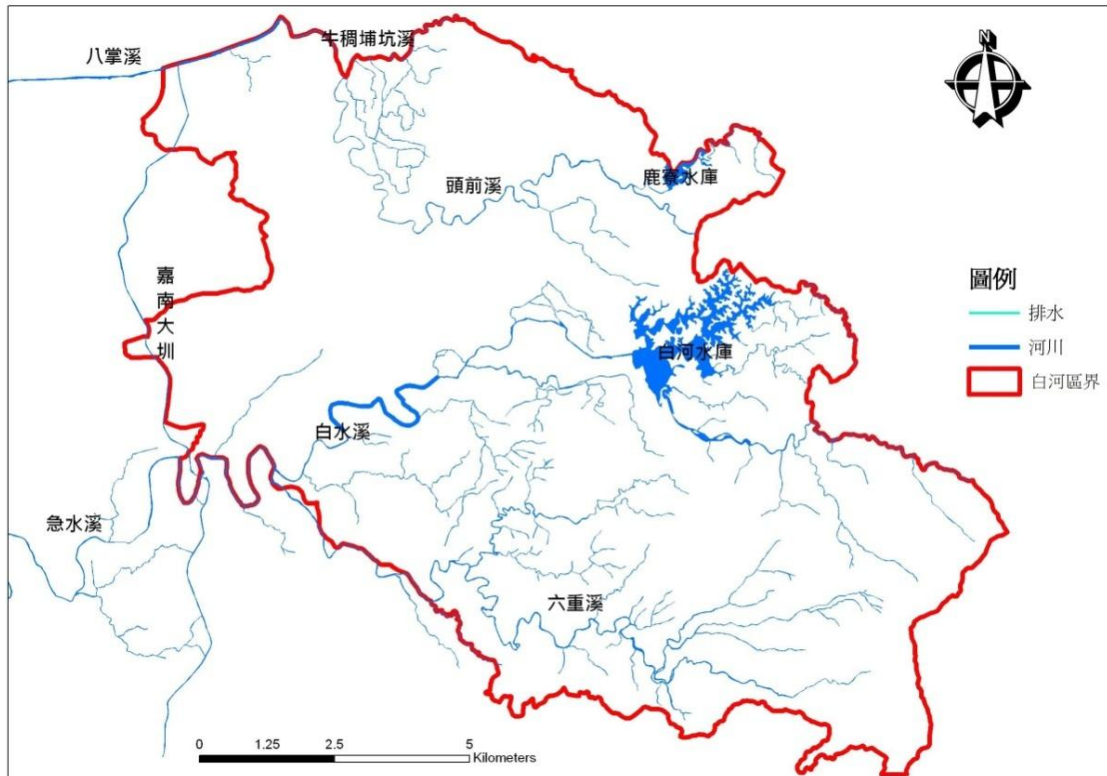 N
八掌溪
牛稠埔坑溪
頭前溪
鹿寮水庫
嘉南大圳
白河水庫
白水溪
急水溪
六重溪
圖例
排水
河川
白河區界
0 1.25 2.5 5
Kilometers